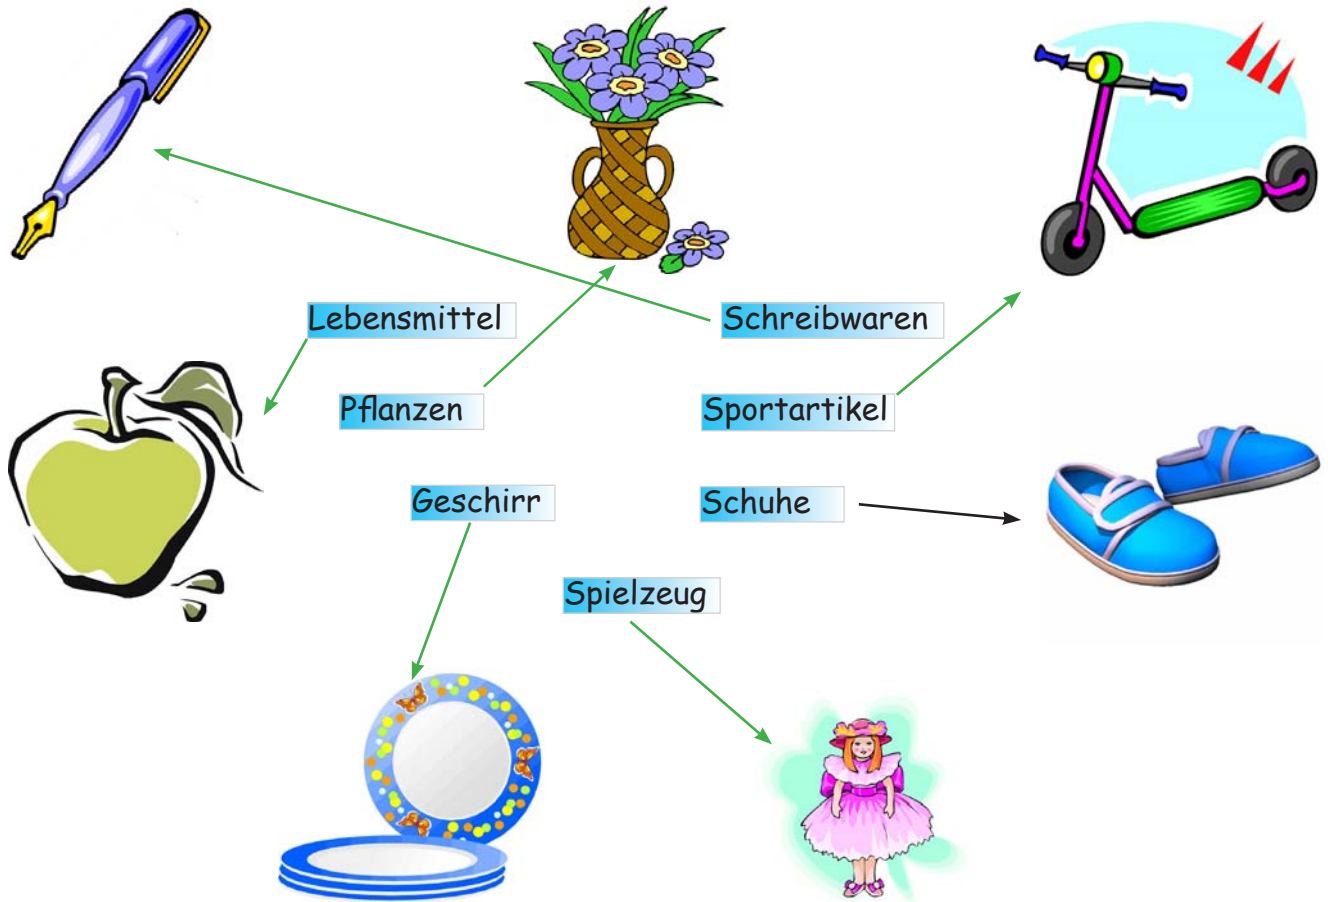 Lebensmittel
Schreibwaren
Pflanzen
Sportartikel
Geschirr
Schuhe
Spielzeug